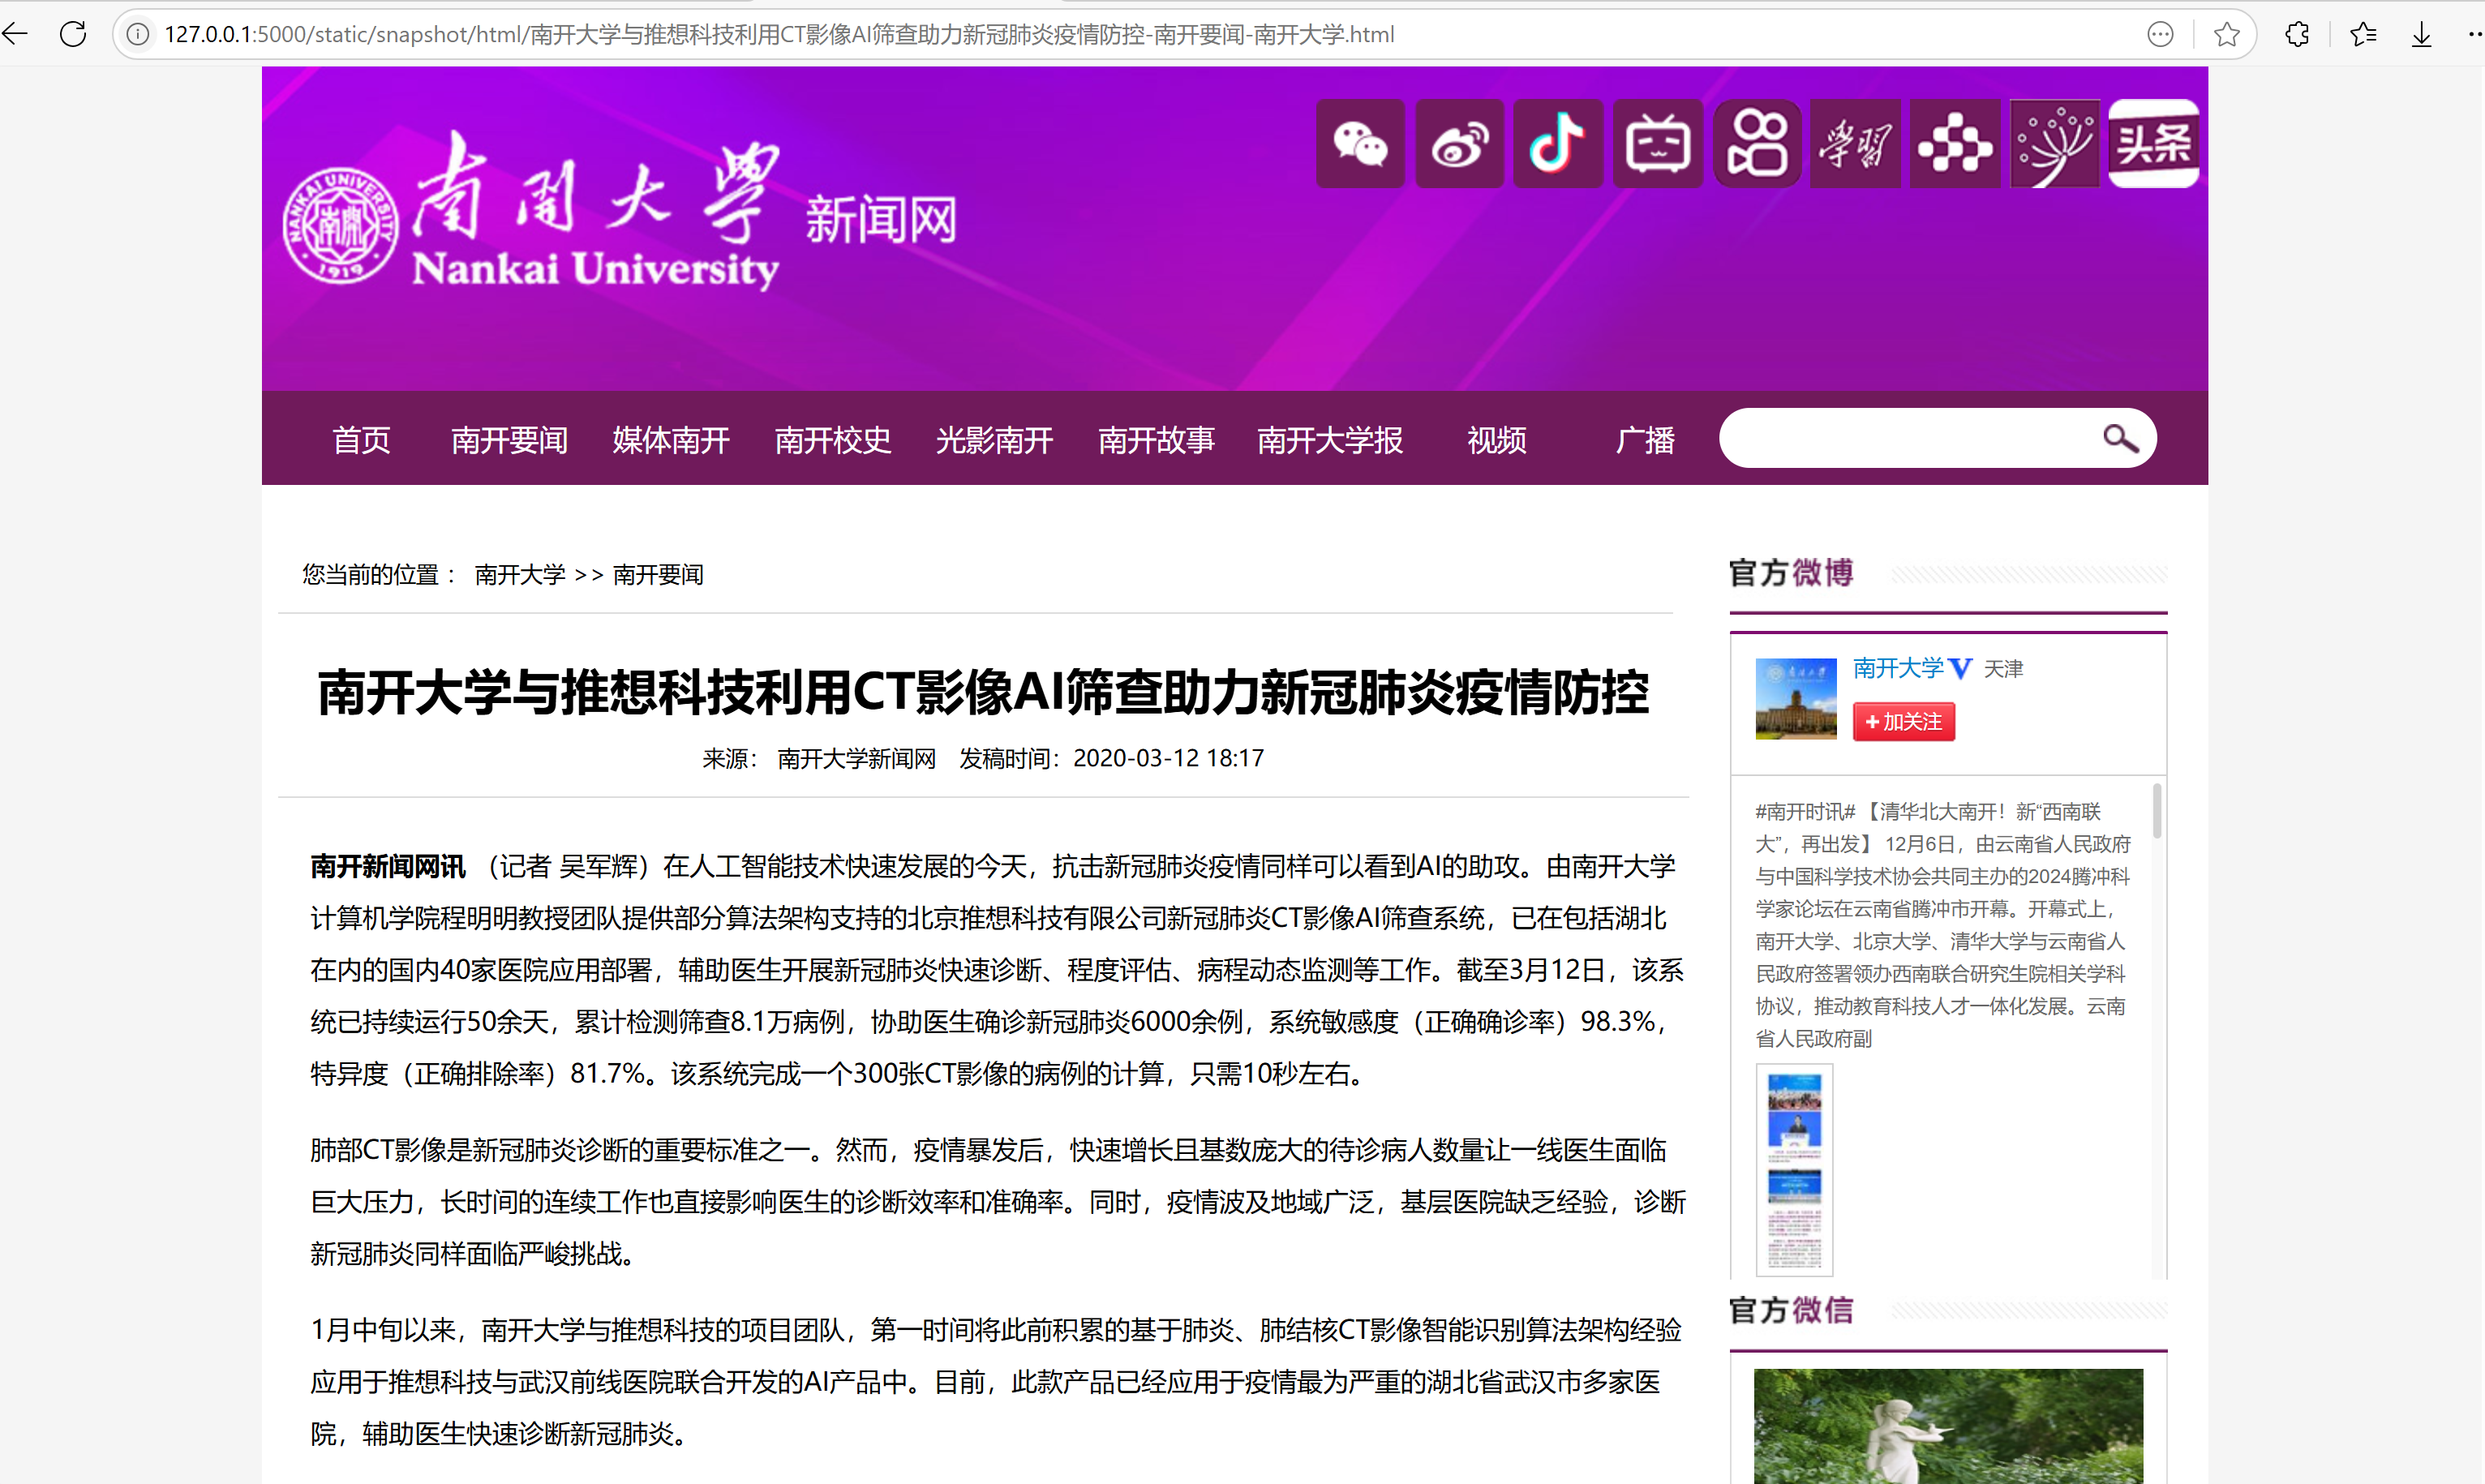 127.0.0.1:5000/static/snapshot/html/南开大学与推想科技利用CT影像AI筛查助力新冠肺炎疫情防控-南开要闻-南开大学.html
南開大學 新闻网
Nankai University
NANKAI UNIVERSITY
南開
1919
学習
头条
首页 南开要闻 媒体南开 南开校史 光影南开 南开故事 南开大学报 视频 广播
您当前的位置 ： 南开大学 >> 南开要闻
南开大学与推想科技利用CT影像AI筛查助力新冠肺炎疫情防控
来源： 南开大学新闻网 发稿时间：2020-03-12 18:17
南开新闻网讯 （记者 吴军辉）在人工智能技术快速发展的今天，抗击新冠肺炎疫情同样可以看到AI的助攻。由南开大学
计算机学院程明明教授团队提供部分算法架构支持的北京推想科技有限公司新冠肺炎CT影像AI筛查系统，已在包括湖北
在内的国内40家医院应用部署，辅助医生开展新冠肺炎快速诊断、程度评估、病程动态监测等工作。截至3月12日，该系
统已持续运行50余天，累计检测筛查8.1万病例，协助医生确诊新冠肺炎6000余例，系统敏感度（正确确诊率）98.3%，
特异度（正确排除率）81.7%。该系统完成一个300张CT影像的病例的计算，只需10秒左右。
肺部CT影像是新冠肺炎诊断的重要标准之一。然而，疫情暴发后，快速增长且基数庞大的待诊病人数量让一线医生面临
巨大压力，长时间的连续工作也直接影响医生的诊断效率和准确率。同时，疫情波及地域广泛，基层医院缺乏经验，诊断
新冠肺炎同样面临严峻挑战。
1月中旬以来，南开大学与推想科技的项目团队，第一时间将此前积累的基于肺炎、肺结核CT影像智能识别算法架构经验
应用于推想科技与武汉前线医院联合开发的AI产品中。目前，此款产品已经应用于疫情最为严重的湖北省武汉市多家医
院，辅助医生快速诊断新冠肺炎。
官方微博
南开大学V 天津
+加关注
#南开时讯# 【清华北大南开！新“西南联
大”，再出发】 12月6日，由云南省人民政府
与中国科学技术协会共同主办的2024腾冲科
学家论坛在云南省腾冲市开幕。开幕式上，
南开大学、北京大学、清华大学与云南省人
民政府签署领办西南联合研究生院相关学科
协议，推动教育科技人才一体化发展。云南
省人民政府副
官方微信